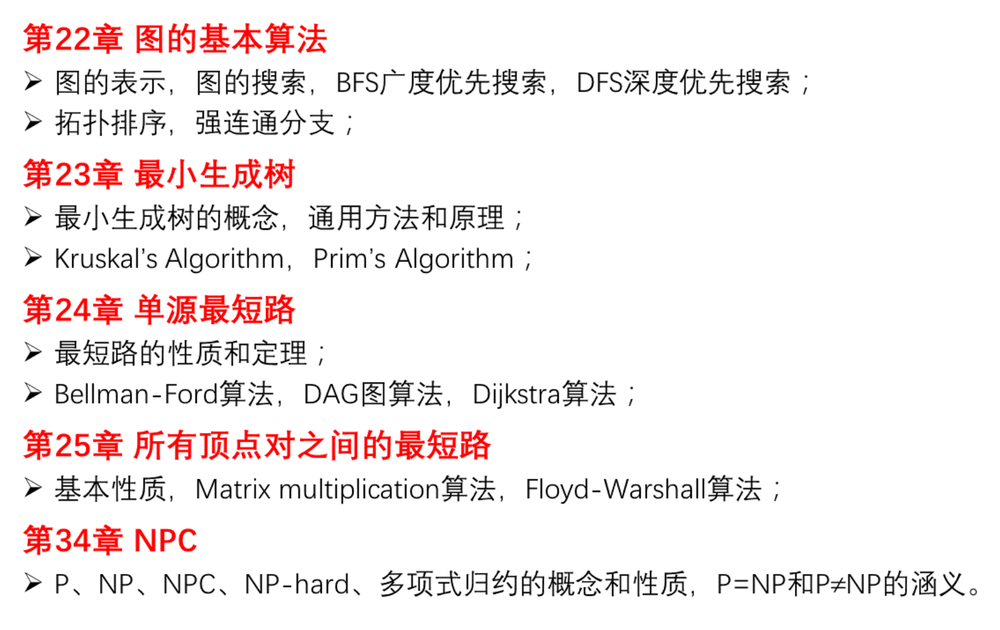 第22章 图的基本算法
➢ 图的表示，图的搜索，BFS广度优先搜索，DFS深度优先搜索；
➢ 拓扑排序，强连通分支；
第23章 最小生成树
➢ 最小生成树的概念，通用方法和原理；
➢ Kruskal’s Algorithm，Prim’s Algorithm；
第24章 单源最短路
➢ 最短路的性质和定理；
➢ Bellman-Ford算法，DAG图算法，Dijkstra算法；
第25章 所有顶点对之间的最短路
➢ 基本性质，Matrix multiplication算法，Floyd-Warshall算法；
第34章 NPC
➢ P、NP、NPC、NP-hard、多项式归约的概念和性质，P=NP和P≠NP的涵义。